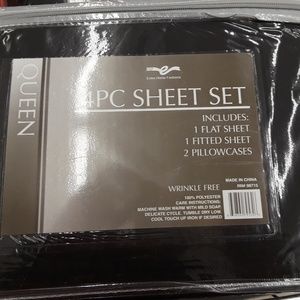 QUEEN
4PC SHEET SET
INCLUDES:
1 FLAT SHEET
1 FITTED SHEET
2 PILLOWCASES
WRINKLE FREE
100% POLYESTER
CARE INSTRUCTIONS:
MACHINE WASH WARM WITH MILD SOAP.
DELICATE CYCLE. TUMBLE DRY LOW.
COOL TOUCH UP IRON IF DESIRED
MADE IN CHINA